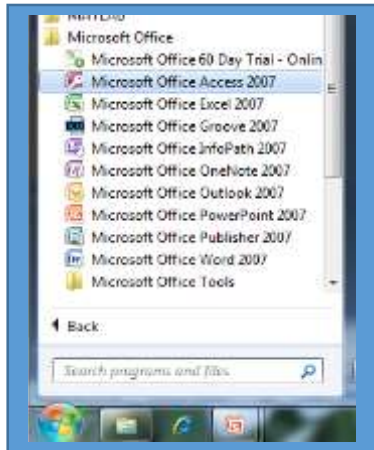 MATLAB
Microsoft Office
Microsoft Office 60 Day Trial - Onlin
Microsoft Office Access 2007
Microsoft Office Excel 2007
Microsoft Office Groove 2007
Microsoft Office InfoPath 2007
Microsoft Office OneNote 2007
Microsoft Office Outlook 2007
Microsoft Office PowerPoint 2007
Microsoft Office Publisher 2007
Microsoft Office Word 2007
Microsoft Office Tools
Back
Search programs and files